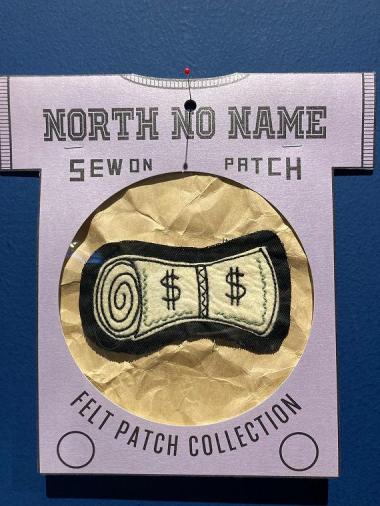 NORTH NO NAME
SEW ON PATCH
$ $
FELT PATCH COLLECTION